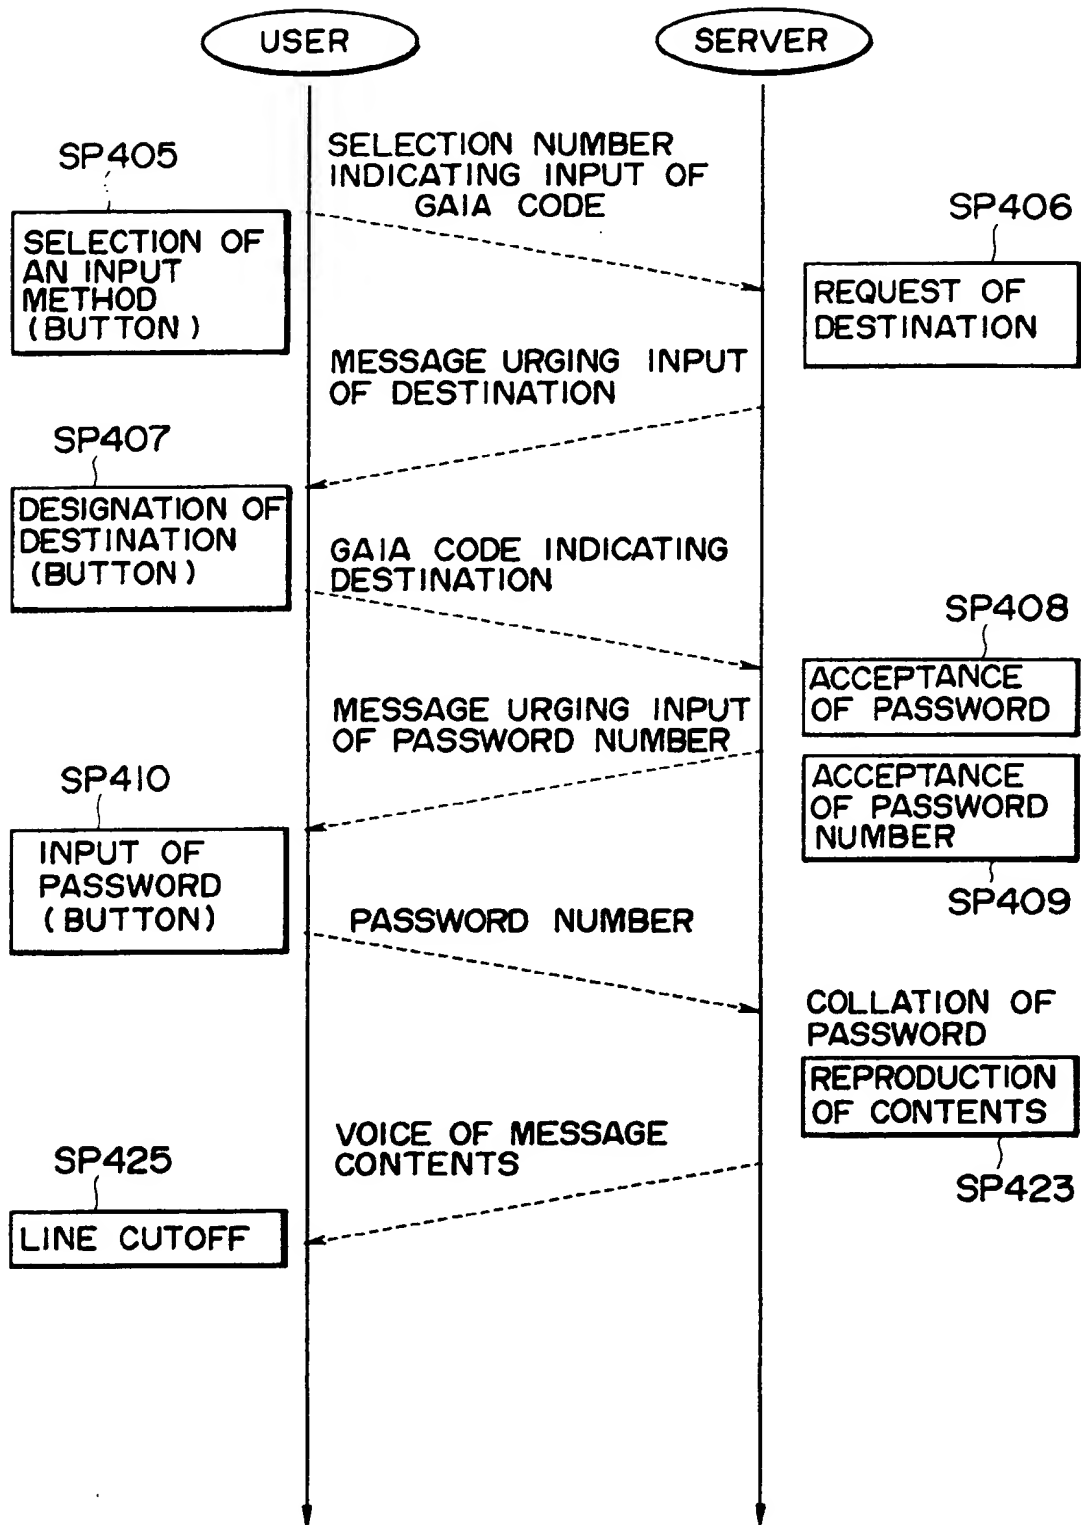 USER
SERVER
SP405
SELECTION NUMBER
INDICATING INPUT OF
GAIA CODE
SP406
SELECTION OF
AN INPUT
METHOD
(BUTTON)
REQUEST OF
DESTINATION
MESSAGE URGING INPUT
OF DESTINATION
SP407
DESIGNATION OF
DESTINATION
(BUTTON)
GAIA CODE INDICATING
DESTINATION
SP408
ACCEPTANCE
OF PASSWORD
MESSAGE URGING INPUT
OF PASSWORD NUMBER
SP410
ACCEPTANCE
OF PASSWORD
NUMBER
SP409
INPUT OF
PASSWORD
(BUTTON)
PASSWORD NUMBER
COLLATION OF
PASSWORD
REPRODUCTION
OF CONTENTS
SP423
VOICE OF MESSAGE
CONTENTS
SP425
LINE CUTOFF